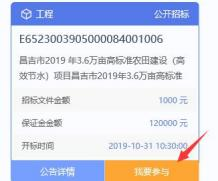 工程 公开招标
E6523003905000084001006
昌吉市2019 年3.6万亩高标准农田建设（高
效节水）项目昌吉市2019年3.6万亩高标准
招标文件金额 1000 元
保证金金额 120000 元
开标时间 2019-10-31 10:30:00
公告详情 我要参与